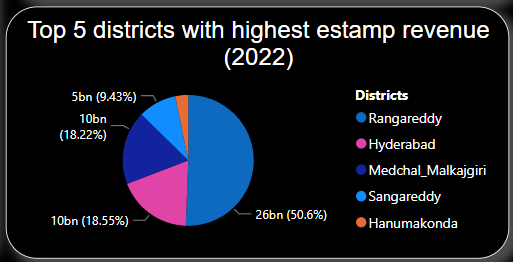 Top 5 districts with highest estamp revenue
(2022)
5bn (9.43%)
10bn
(18.22%)
10bn (18.55%)
26bn (50.6%)
Districts
Rangareddy
Hyderabad
Medchal_Malkajgiri
Sangareddy
Hanumakonda